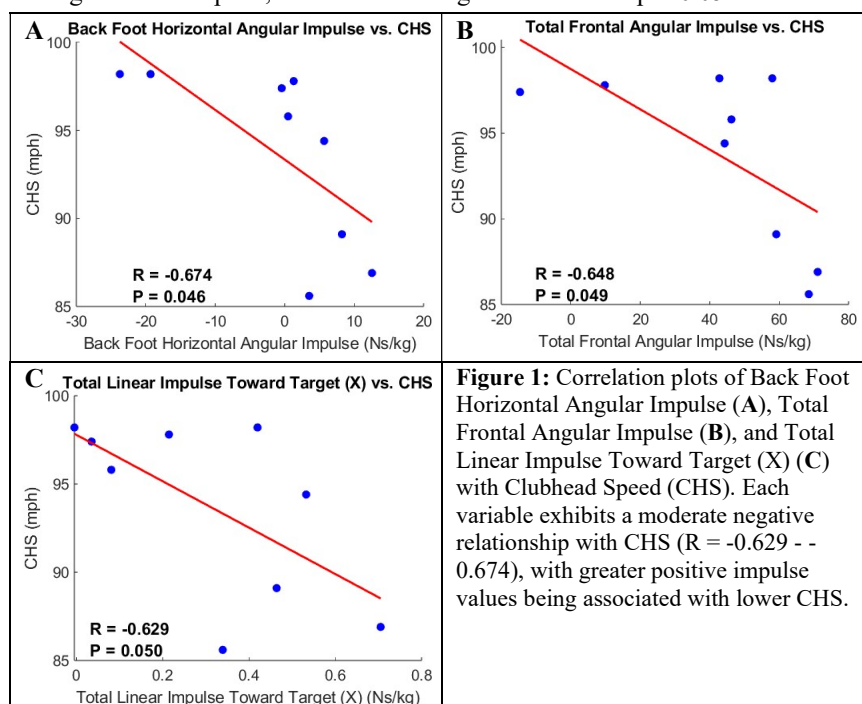 A Back Foot Horizontal Angular Impulse vs. CHS
100
95
90
85
CHS (mph)
R = -0.674
P = 0.046
-30 -20 -10 0 10 20
Back Foot Horizontal Angular Impulse (Ns/kg)
B Total Frontal Angular Impulse vs. CHS
100
95
90
85
CHS (mph)
R = -0.648
P = 0.049
-20 0 20 40 60 80
Total Frontal Angular Impulse (Ns/kg)
C Total Linear Impulse Toward Target (X) vs. CHS
100
95
90
85
CHS (mph)
R = -0.629
P = 0.050
0 0.2 0.4 0.6 0.8
Total Linear Impulse Toward Target (X) (Ns/kg)
Figure 1: Correlation plots of Back Foot
Horizontal Angular Impulse (A), Total
Frontal Angular Impulse (B), and Total
Linear Impulse Toward Target (X) (C)
with Clubhead Speed (CHS). Each
variable exhibits a moderate negative
relationship with CHS (R = -0.629 - -
0.674), with greater positive impulse
values being associated with lower CHS.